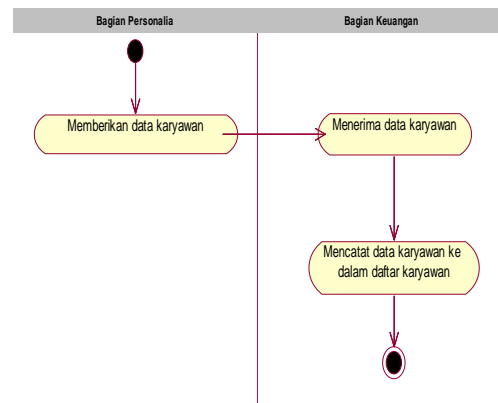 Bagian Personalia
Bagian Keuangan
Memberikan data karyawan
Menerima data karyawan
Mencatat data karyawan ke
dalam daftar karyawan